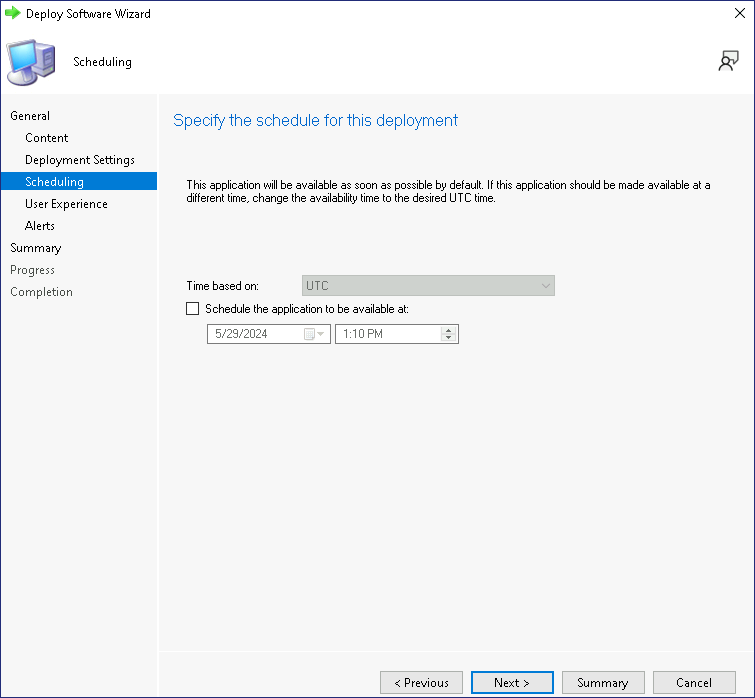 Deploy Software Wizard
Scheduling
General
Content
Deployment Settings
Scheduling
User Experience
Alerts
Summary
Progress
Completion
Specify the schedule for this deployment
This application will be available as soon as possible by default. If this application should be made available at a
different time, change the availability time to the desired UTC time.
Time based on: UTC
Schedule the application to be available at:
5/29/2024 1:10 PM
< Previous Next > Summary Cancel